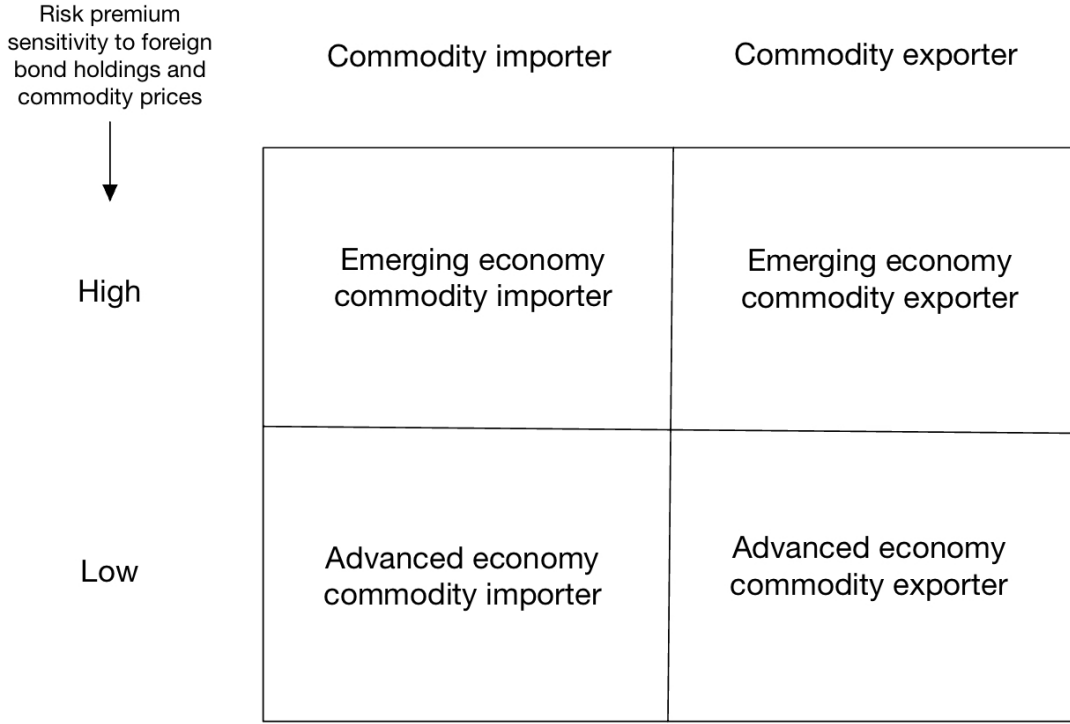 Risk premium
sensitivity to foreign
bond holdings and
commodity prices
Commodity importer
Commodity exporter
High
Emerging economy
commodity importer
Emerging economy
commodity exporter
Low
Advanced economy
commodity importer
Advanced economy
commodity exporter